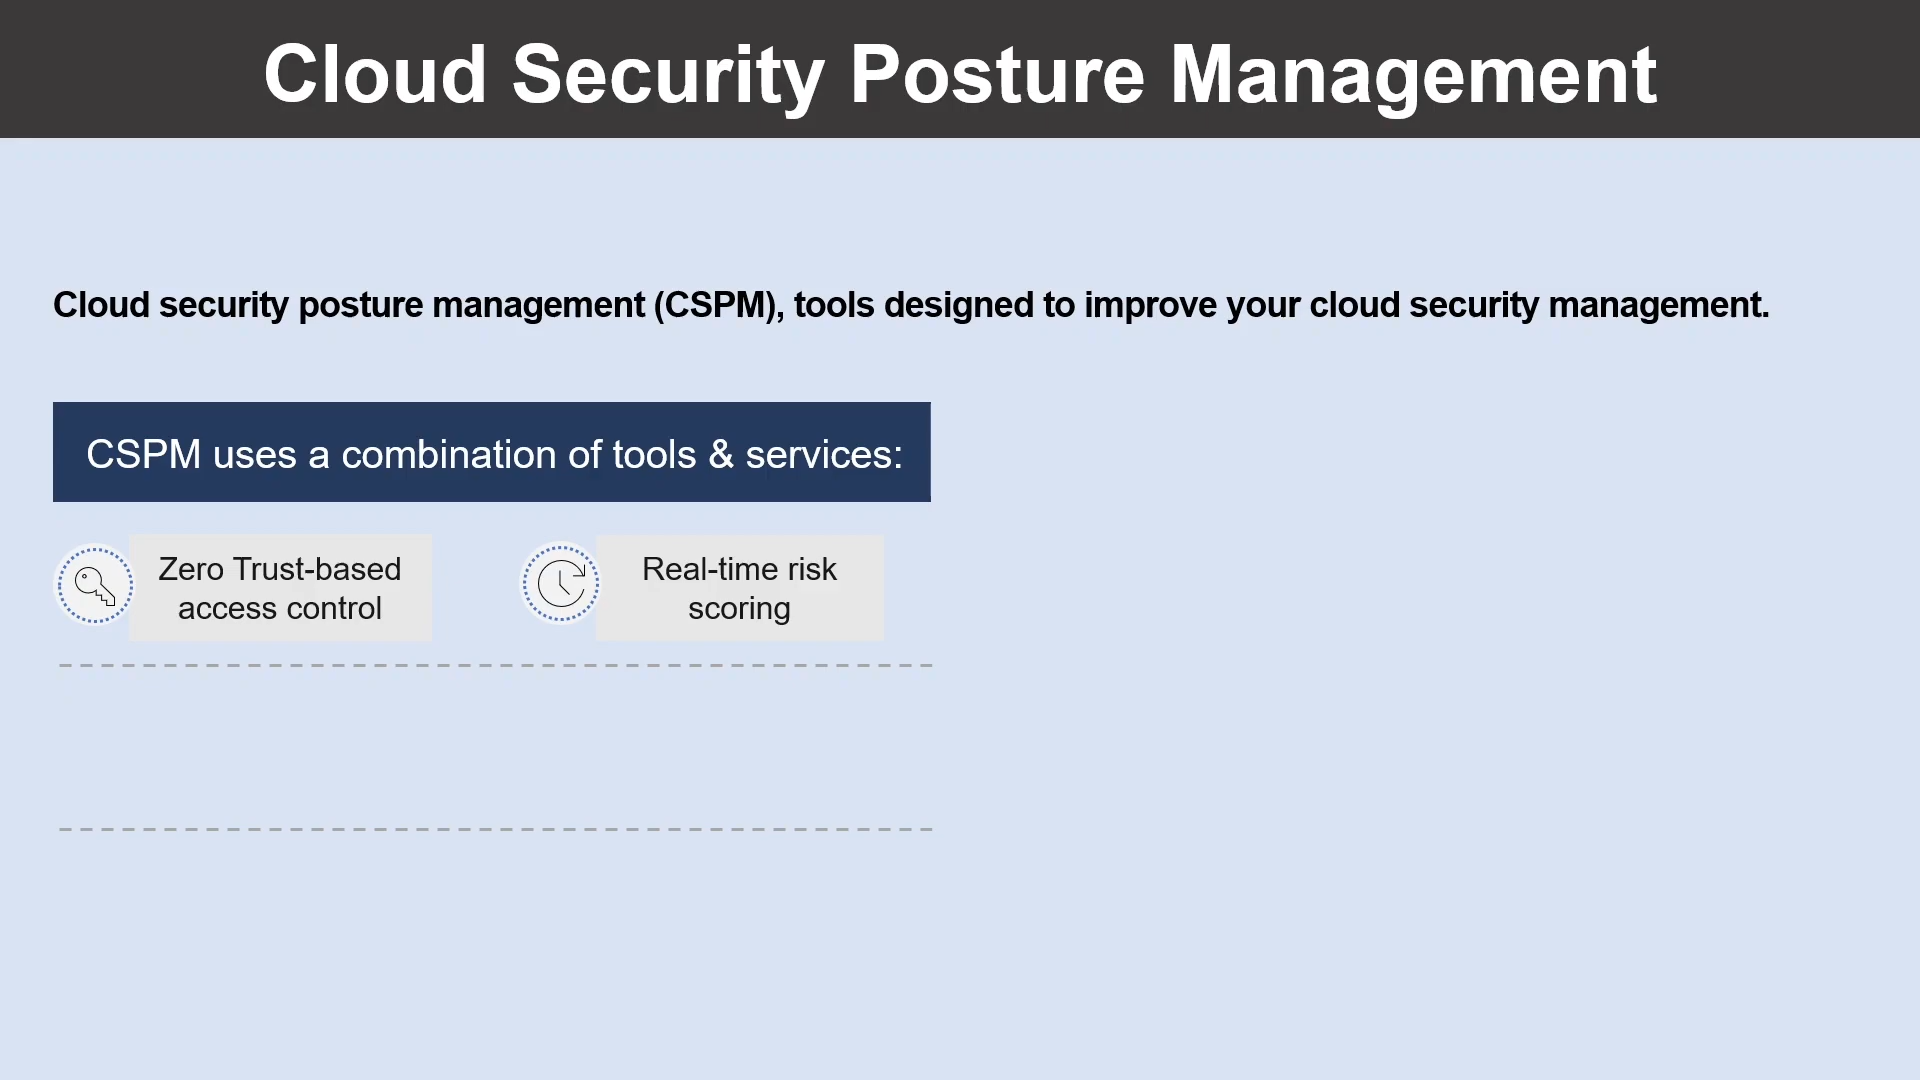 Cloud Security Posture Management
Cloud security posture management (CSPM), tools designed to improve your cloud security management.
CSPM uses a combination of tools & services:
Zero Trust-based
access control
Real-time risk
scoring